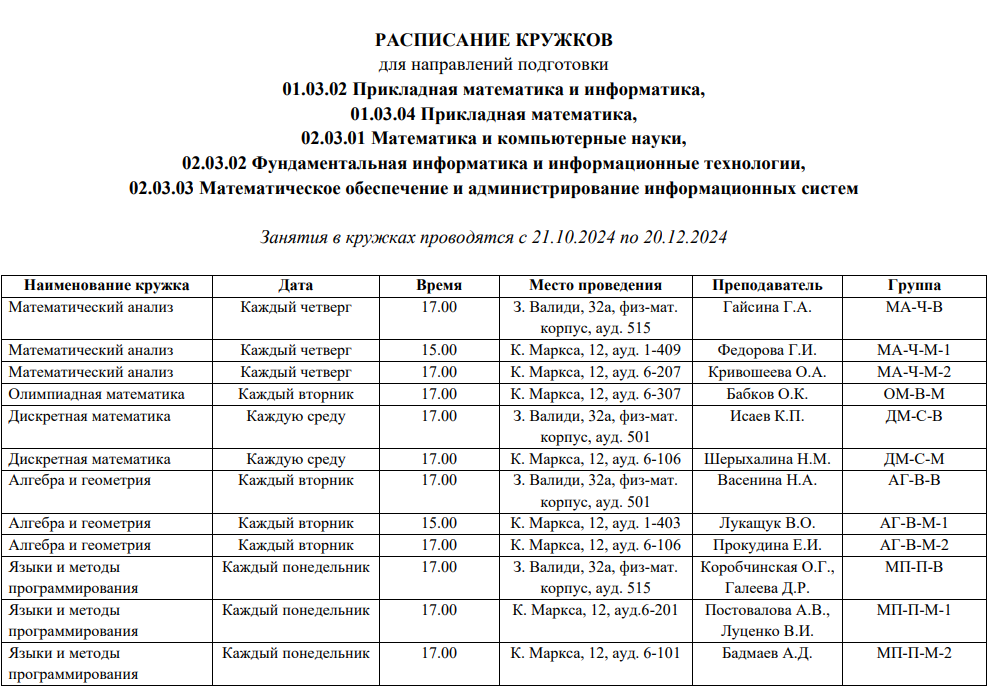 РАСПИСАНИЕ КРУЖКОВ
для направлений подготовки
01.03.02 Прикладная математика и информатика,
01.03.04 Прикладная математика,
02.03.01 Математика и компьютерные науки,
02.03.02 Фундаментальная информатика и информационные технологии,
02.03.03 Математическое обеспечение и администрирование информационных систем
Занятия в кружках проводятся с 21.10.2024 по 20.12.2024
Наименование кружка Дата Время Место проведения Преподаватель Группа
Математический анализ Каждый четверг 17.00 З. Валиди, 32а, физ-мат. Гайсина Г.А. МА-Ч-В
корпус, ауд. 515
Математический анализ Каждый четверг 15.00 К. Маркса, 12, ауд. 1-409 Федорова Г.И. МА-Ч-М-1
Математический анализ Каждый четверг 17.00 К. Маркса, 12, ауд. 6-207 Кривошеева О.А. МА-Ч-М-2
Олимпиадная математика Каждый вторник 17.00 К. Маркса, 12, ауд. 6-307 Бабков О.К. ОМ-В-М
Дискретная математика Каждую среду 17.00 З. Валиди, 32а, физ-мат. Исаев К.П. ДМ-С-В
корпус, ауд. 501
Дискретная математика Каждую среду 17.00 К. Маркса, 12, ауд. 6-106 Шерыхалина Н.М. ДМ-С-М
Алгебра и геометрия Каждый вторник 17.00 З. Валиди, 32а, физ-мат. Васенина Н.А. АГ-В-В
корпус, ауд. 501
Алгебра и геометрия Каждый вторник 15.00 К. Маркса, 12, ауд. 1-403 Лукащук В.О. АГ-В-М-1
Алгебра и геометрия Каждый вторник 17.00 К. Маркса, 12, ауд. 6-106 Прокудина Е.И. АГ-В-М-2
Языки и методы Каждый понедельник 17.00 З. Валиди, 32а, физ-мат. Коробчинская О.Г., МП-П-В
программирования корпус, ауд. 515 Галеева Д.Р.
Языки и методы Каждый понедельник 17.00 К. Маркса, 12, ауд.6-201 Постовалова А.В., МП-П-М-1
программирования Луценко В.И.
Языки и методы Каждый понедельник 17.00 К. Маркса, 12, ауд. 6-101 Бадмаев А.Д. МП-П-М-2
программирования